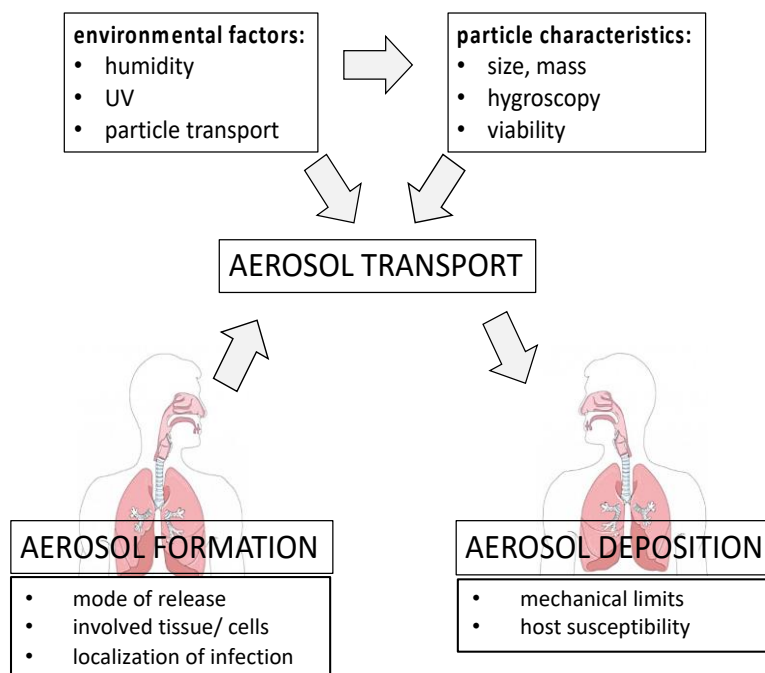 environmental factors:
• humidity
• UV
• particle transport
particle characteristics:
• size, mass
• hygroscopy
• viability
AEROSOL TRANSPORT
AEROSOL FORMATION
• mode of release
• involved tissue/ cells
• localization of infection
AEROSOL DEPOSITION
• mechanical limits
• host susceptibility